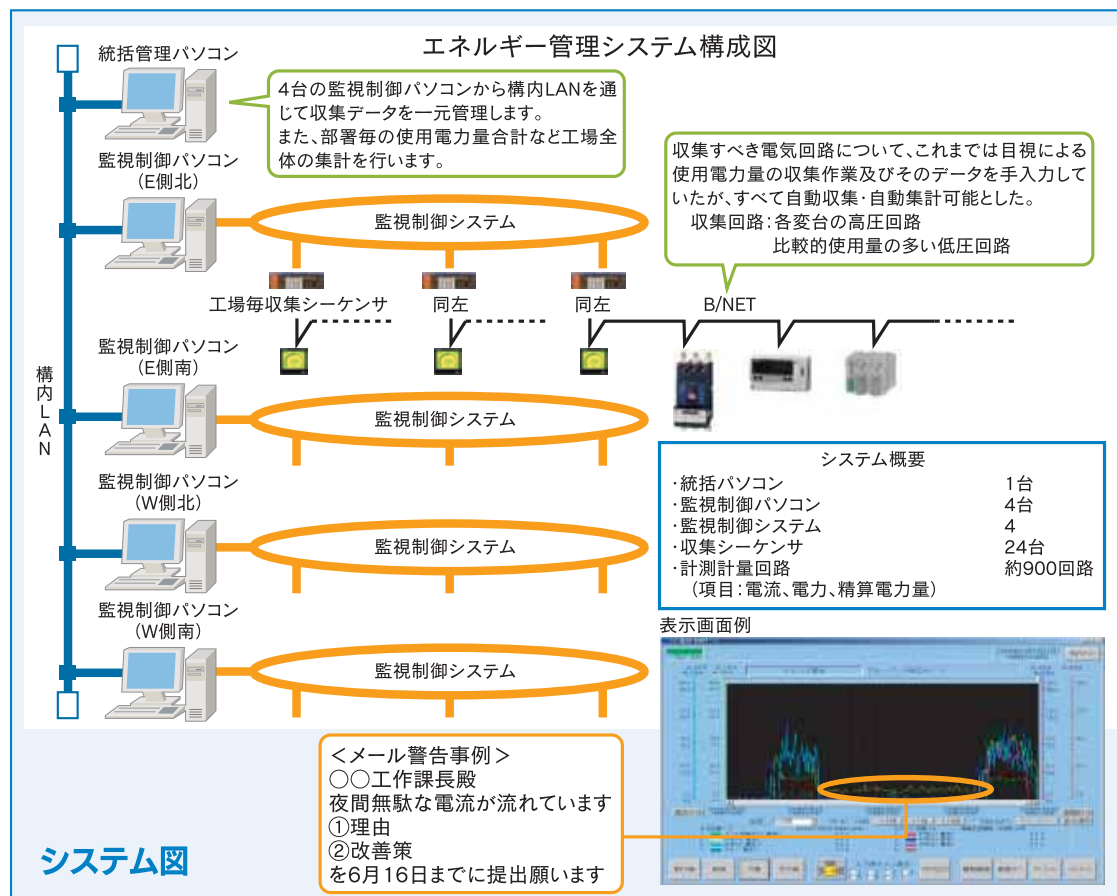 エネルギー管理システム構成図
統括管理パソコン
4台の監視制御パソコンから構内LANを通
じて収集データを一元管理します。
また、部署毎の使用電力量合計など工場全
体の集計を行います。
監視制御パソコン
(E側北)
監視制御システム
収集すべき電気回路について、これまでは目視による
使用電力量の収集作業及びそのデータを手入力して
いたが、すべて自動収集・自動集計可能とした。
収集回路:各変台の高圧回路
比較的使用量の多い低圧回路
工場毎収集シーケンサ
同左
同左
B/NET
構内LAN
監視制御パソコン
(E側南)
監視制御システム
監視制御パソコン
(W側北)
監視制御システム
監視制御パソコン
(W側南)
監視制御システム
システム概要
・統括パソコン 1台
・監視制御パソコン 4台
・監視制御システム 4
・収集シーケンサ 24台
・計測計量回路 約900回路
(項目:電流、電力、精算電力量)
表示画面例
<メール警告事例>
○○工作課長殿
夜間無駄な電流が流れています
①理由
②改善策
を6月16日までに提出願います
システム図